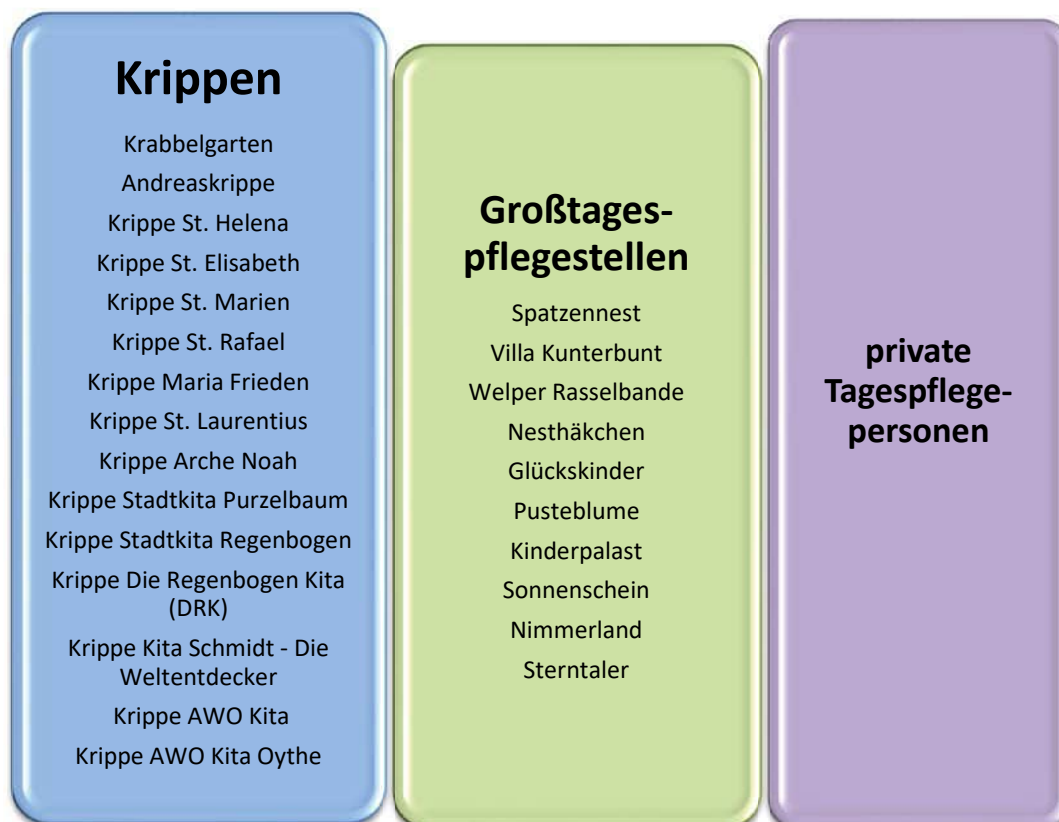 Krippen
Krabbelgarten
Andreaskrippe
Krippe St. Helena
Krippe St. Elisabeth
Krippe St. Marien
Krippe St. Rafael
Krippe Maria Frieden
Krippe St. Laurentius
Krippe Arche Noah
Krippe Stadtkita Purzelbaum
Krippe Stadtkita Regenbogen
Krippe Die Regenbogen Kita
(DRK)
Krippe Kita Schmidt - Die
Weltentdecker
Krippe AWO Kita
Krippe AWO Kita Oythe
Großtages-
pflegestellen
Spatzennest
Villa Kunterbunt
Welper Rasselbande
Nesthäkchen
Glückskinder
Pusteblume
Kinderpalast
Sonnenschein
Nimmerland
Sterntaler
private
Tagespflege-
personen